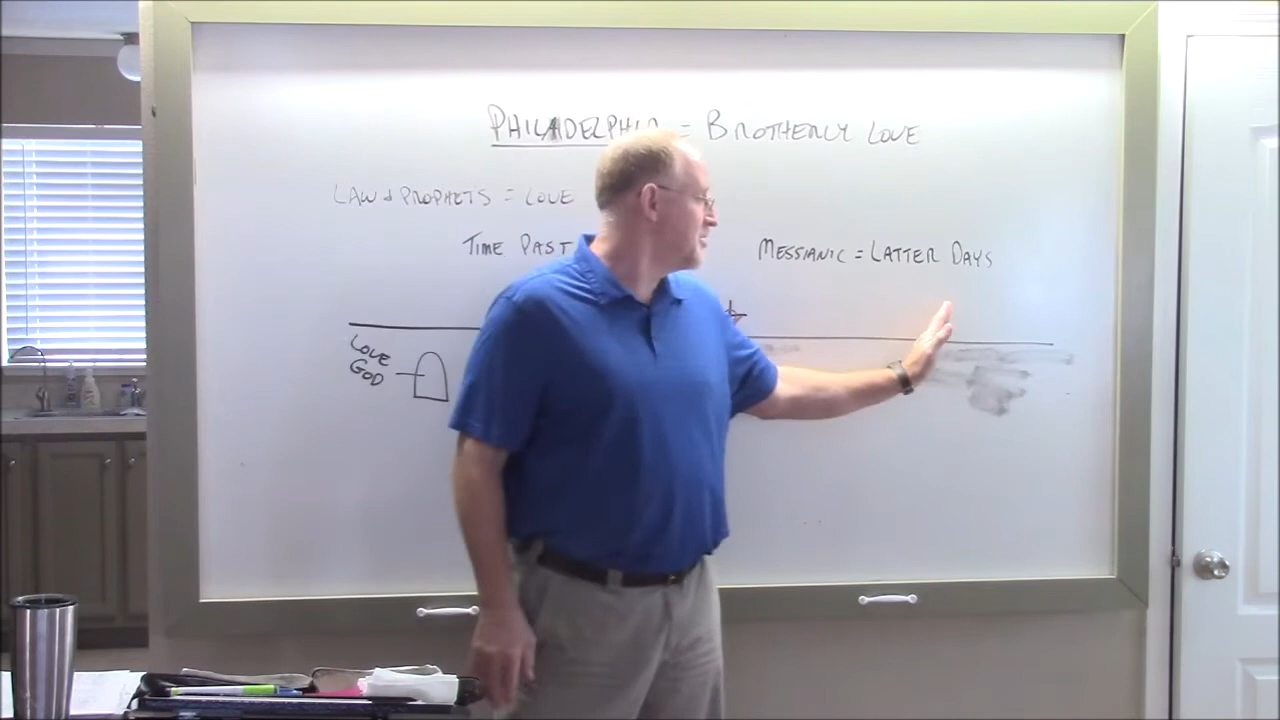 PHILADELPHIA = BROTHERLY LOVE
LAW & PROPHETS = LOVE
TIME PAST
MESSIANIC = LATTER DAYS
LOVE
GOD